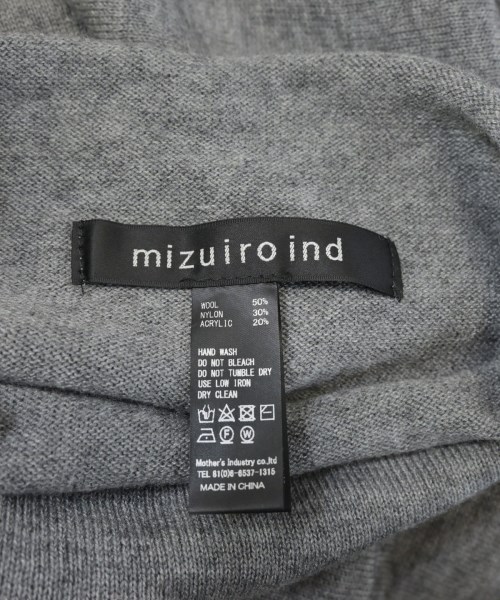 mizuiro ind
WOOL 50%
NYLON 30%
ACRYLIC 20%
HAND WASH
DO NOT BLEACH
DO NOT TUMBLE DRY
USE LOW IRON
DRY CLEAN
F W
Mother's Industry co,ltd
TEL 81(0)6-6537-1315
MADE IN CHINA